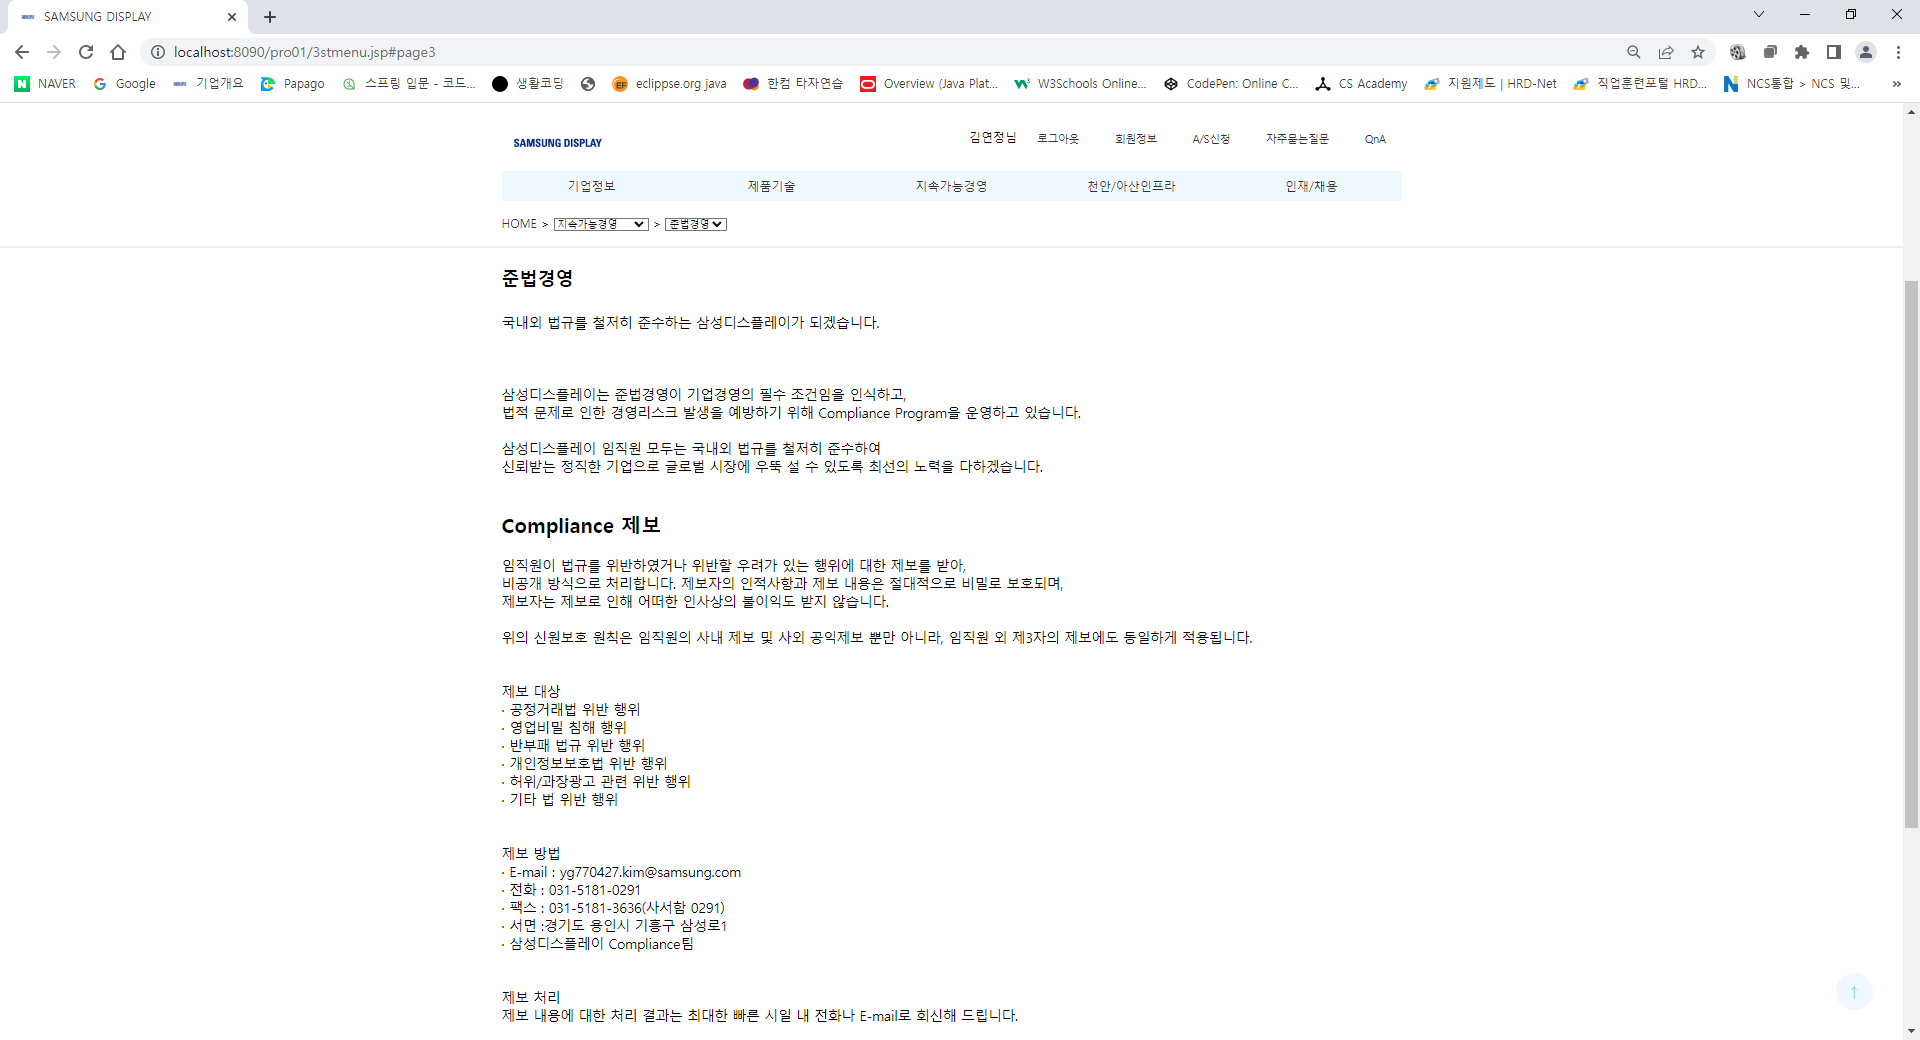 SAMSUNG DISPLAY
localhost:8090/pro01/3stmenu.jsp#page3
NAVER Google 기업개요 Papago 스프링 입문 - 코드... 생활코딩 eclippse.org java 한컴 타자연습 Overview (Java Plat... W3Schools Online... CodePen: Online C... CS Academy 지원제도 | HRD-Net 직업훈련포털 HRD... NCS통합 > NCS 및... »
SAMSUNG DISPLAY
김연정님 로그아웃 회원정보 A/S신청 자주묻는질문 QnA
기업정보 제품기술 지속가능경영 천안/아산인프라 인재/채용
HOME > 지속가능경영 > 준법경영
준법경영
국내외 법규를 철저히 준수하는 삼성디스플레이가 되겠습니다.
삼성디스플레이는 준법경영이 기업경영의 필수 조건임을 인식하고,
법적 문제로 인한 경영리스크 발생을 예방하기 위해 Compliance Program을 운영하고 있습니다.
삼성디스플레이 임직원 모두는 국내외 법규를 철저히 준수하여
신뢰받는 정직한 기업으로 글로벌 시장에 우뚝 설 수 있도록 최선의 노력을 다하겠습니다.
Compliance 제보
임직원이 법규를 위반하였거나 위반할 우려가 있는 행위에 대한 제보를 받아,
비공개 방식으로 처리합니다. 제보자의 인적사항과 제보 내용은 절대적으로 비밀로 보호되며,
제보자는 제보로 인해 어떠한 인사상의 불이익도 받지 않습니다.
위의 신원보호 원칙은 임직원의 사내 제보 및 사외 공익제보 뿐만 아니라, 임직원 외 제3자의 제보에도 동일하게 적용됩니다.
제보 대상
· 공정거래법 위반 행위
· 영업비밀 침해 행위
· 반부패 법규 위반 행위
· 개인정보보호법 위반 행위
· 허위/과장광고 관련 위반 행위
· 기타 법 위반 행위
제보 방법
· E-mail : yg770427.kim@samsung.com
· 전화 : 031-5181-0291
· 팩스 : 031-5181-3636(사서함 0291)
· 서면 :경기도 용인시 기흥구 삼성로1
· 삼성디스플레이 Compliance팀
제보 처리
제보 내용에 대한 처리 결과는 최대한 빠른 시일 내 전화나 E-mail로 회신해 드립니다.
↑